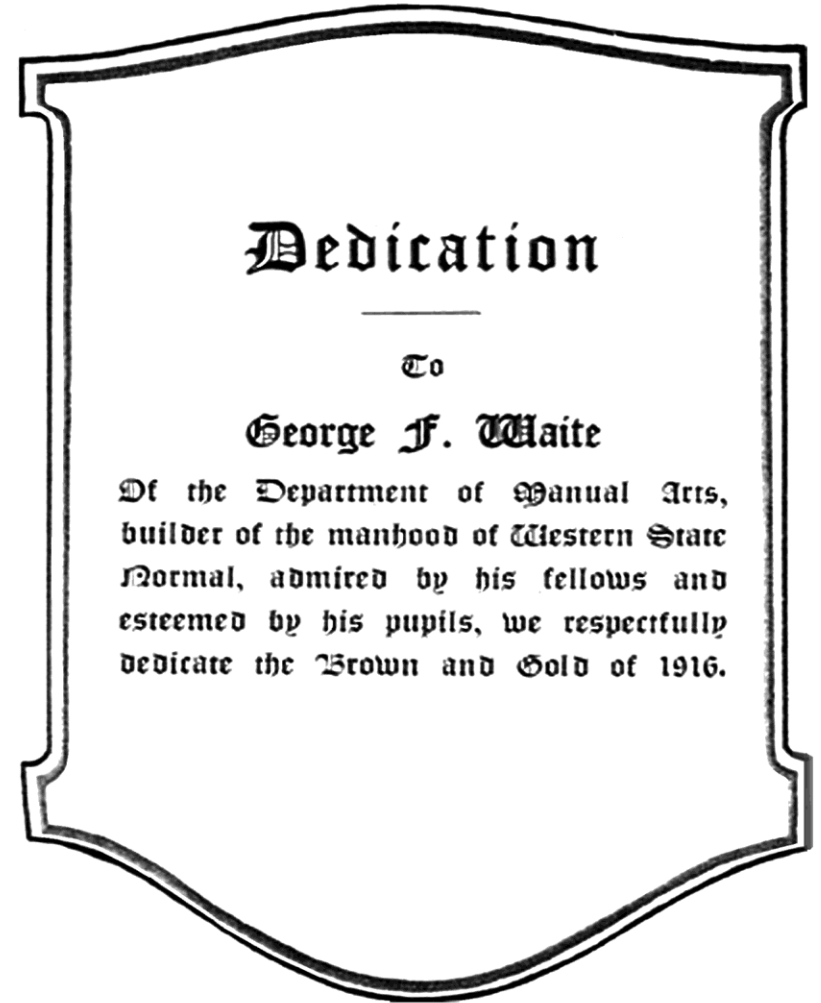 Dedication
To
George F. Waite
Of the Department of Manual Arts,
builder of the manhood of Western State
Normal, admired by his fellows and
esteemed by his pupils, we respectfully
dedicate the Brown and Gold of 1916.